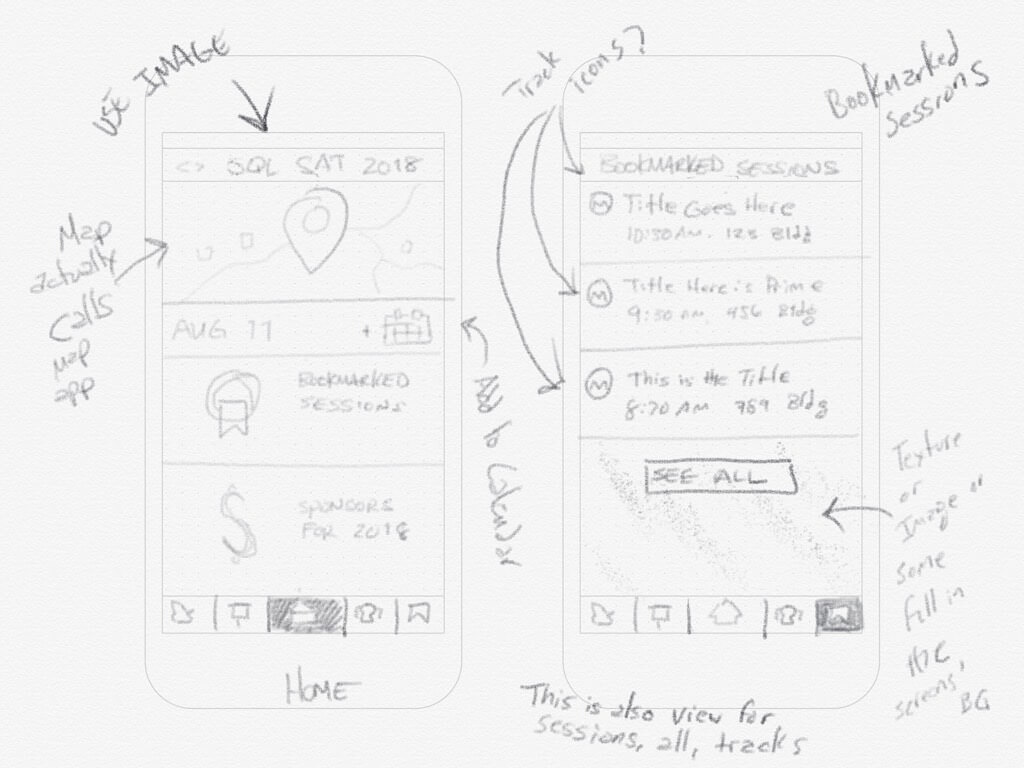 USE IMAGE
<> SQL SAT 2018
Map
actually
calls
map
app
AUG 11
+
Add to Calendar
BOOKMARKED
SESSIONS
$
SPONSORS
FOR 2018
HOME
Track icons?
Bookmarked
sessions
BOOKMARKED SESSIONS
M Title Goes Here
10:30 AM. 123 Bldg
M Title Here is Prime
9:30 AM. 456 Bldg
M This is the Title
8:30 AM 789 Bldg
SEE ALL
Texture
or
Image or
some
fill in
the
screens,
BG
This is also view for
sessions, all, tracks